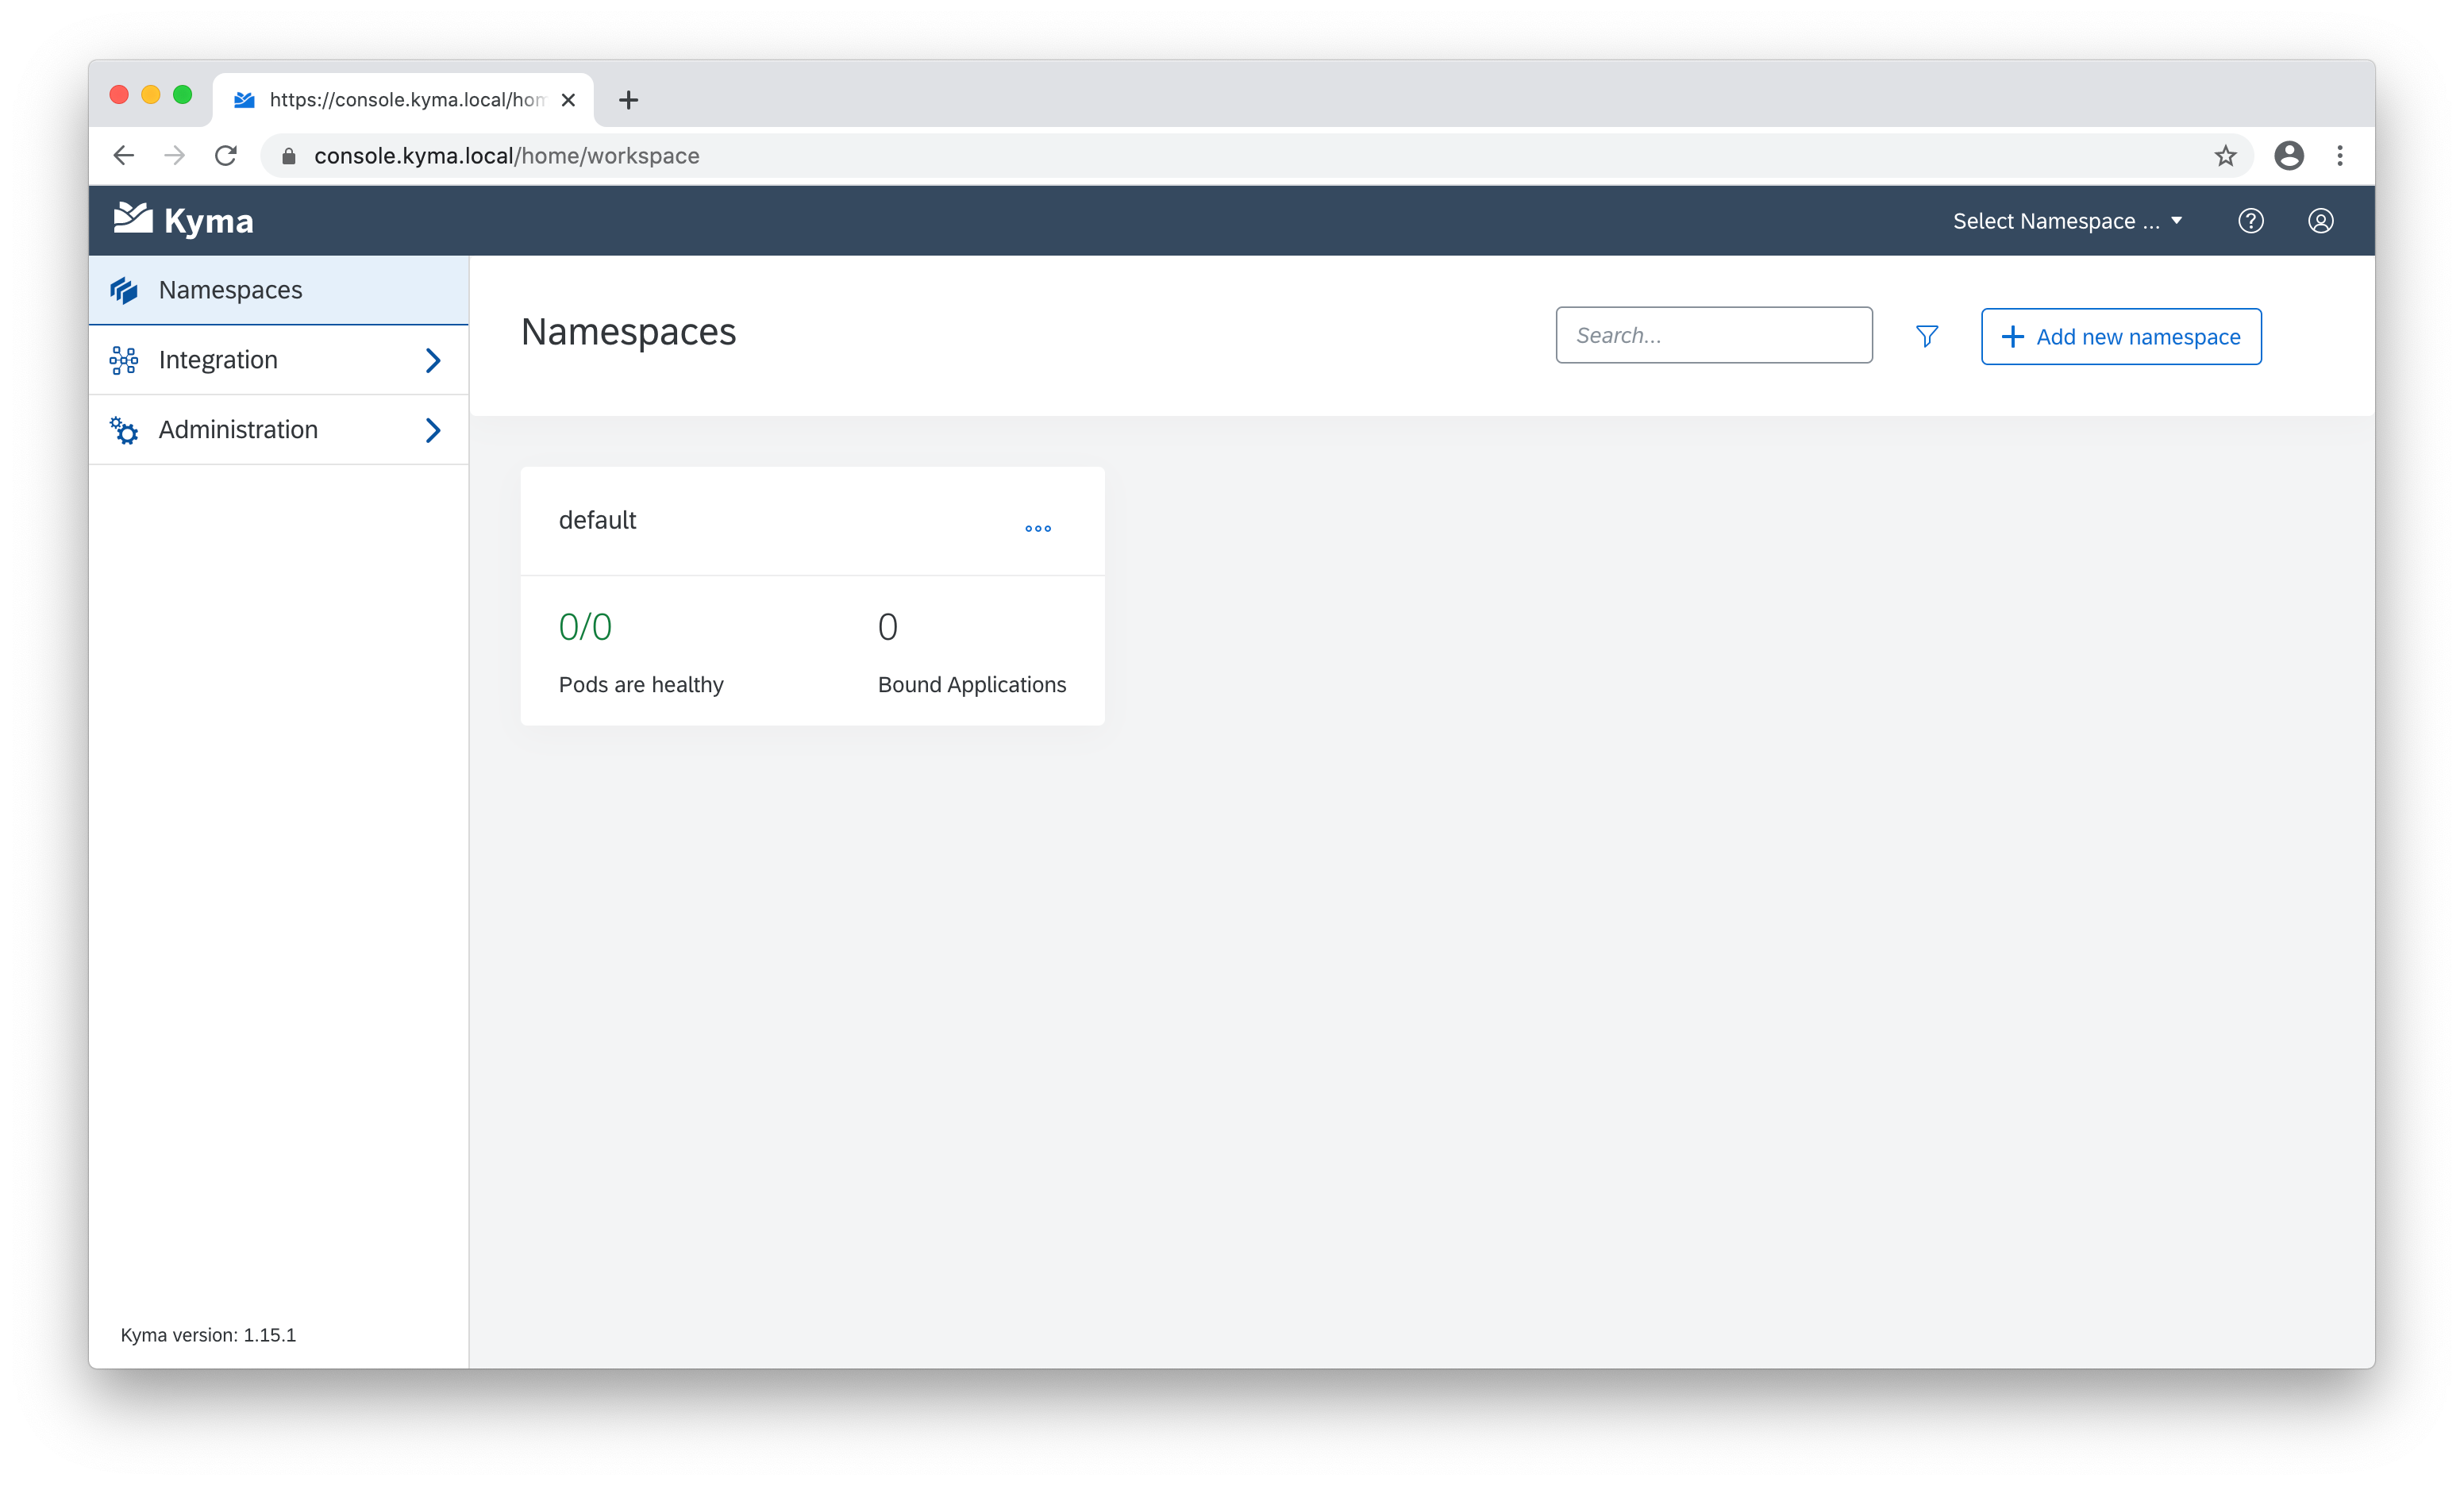 https://console.kyma.local/hom
console.kyma.local/home/workspace
Kyma
Select Namespace ...
Namespaces
Integration
Administration
Namespaces
Search...
Add new namespace
default
0/0
0
Pods are healthy
Bound Applications
Kyma version: 1.15.1